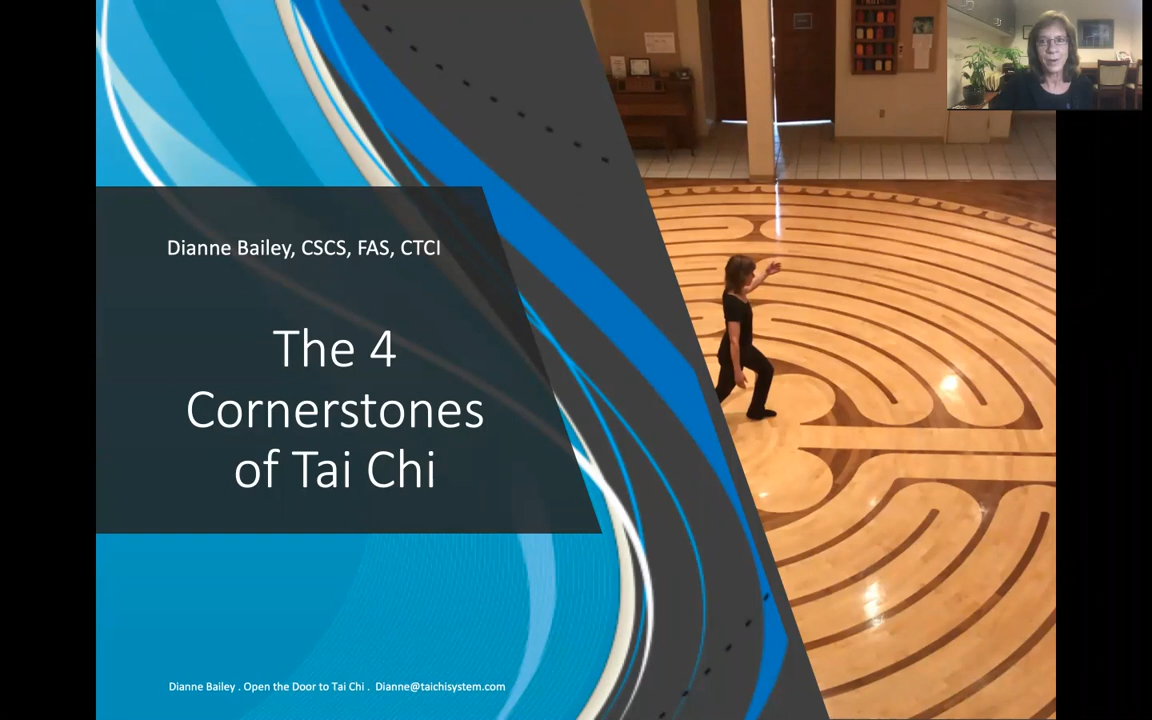 Dianne Bailey, CSCS, FAS, CTCI
The 4
Cornerstones
of Tai Chi
Dianne Bailey . Open the Door to Tai Chi . Dianne@taichisystem.com